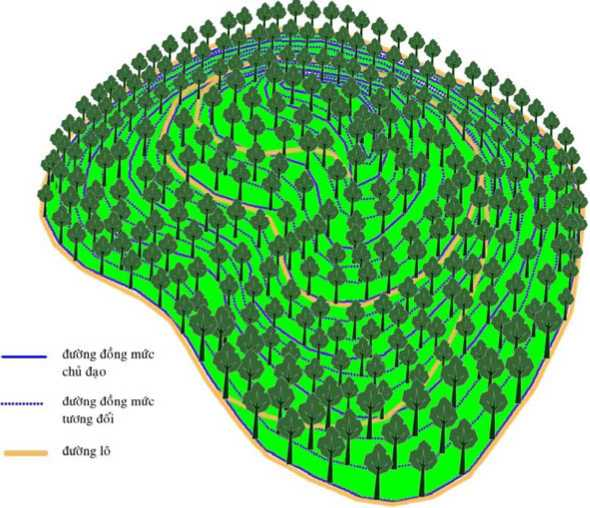 đường đồng mức
chủ đạo
đường đồng mức
tương đối
đường lô